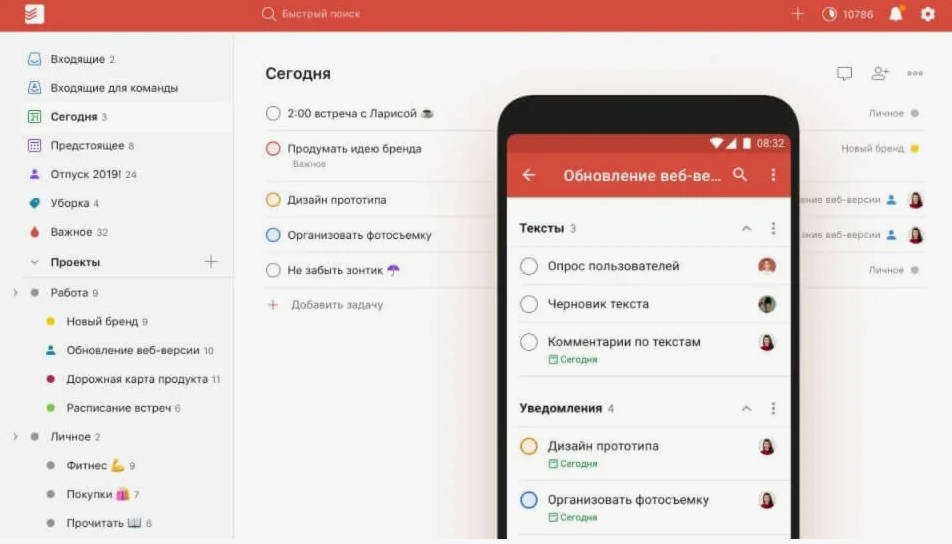 Быстрый поиск
10786
Входящие 2
Входящие для команды
Сегодня 3
Предстоящее 8
Отпуск 2019! 24
Уборка 4
Важное 32
Проекты
Работа 9
Новый бренд 9
Обновление веб-версии 10
Дорожная карта продукта 11
Расписание встреч 6
Личное 2
Фитнес 💪 9
Покупки 🛍️ 7
Прочитать 📖 6
Сегодня
2:00 встреча с Ларисой ☕
Личное
Продумать идею бренда
Важное
Новый бренд
Дизайн прототипа
веб-версии
Организовать фотосъемку
веб-версии
Не забыть зонтик ☂️
Личное
Добавить задачу
08:32
Обновление веб-ве...
Тексты 3
Опрос пользователей
Черновик текста
Комментарии по текстам
Сегодня
Уведомления 4
Дизайн прототипа
Сегодня
Организовать фотосъемку
Сегодня